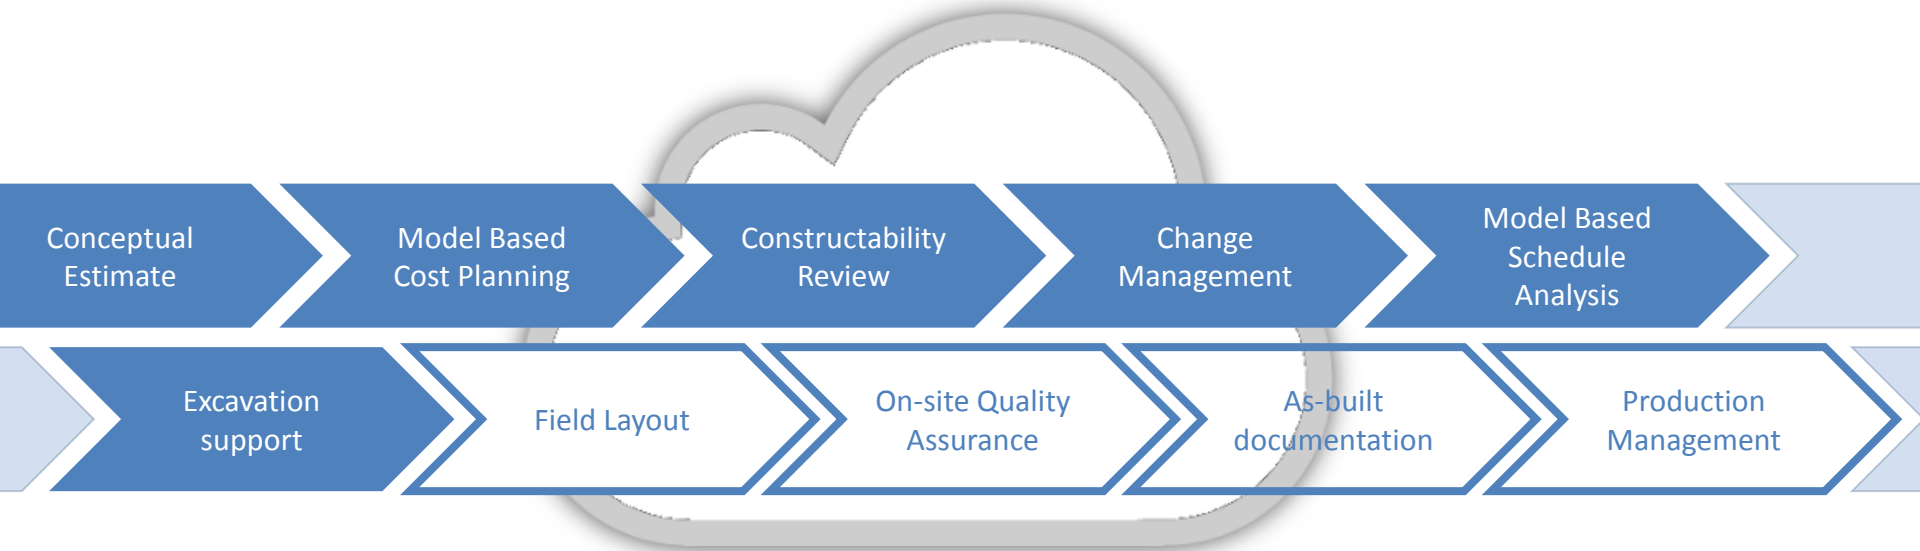 Conceptual
Estimate
Model Based
Cost Planning
Constructability
Review
Change
Management
Model Based
Schedule
Analysis
Excavation
support
Field Layout
On-site Quality
Assurance
As-built
documentation
Production
Management